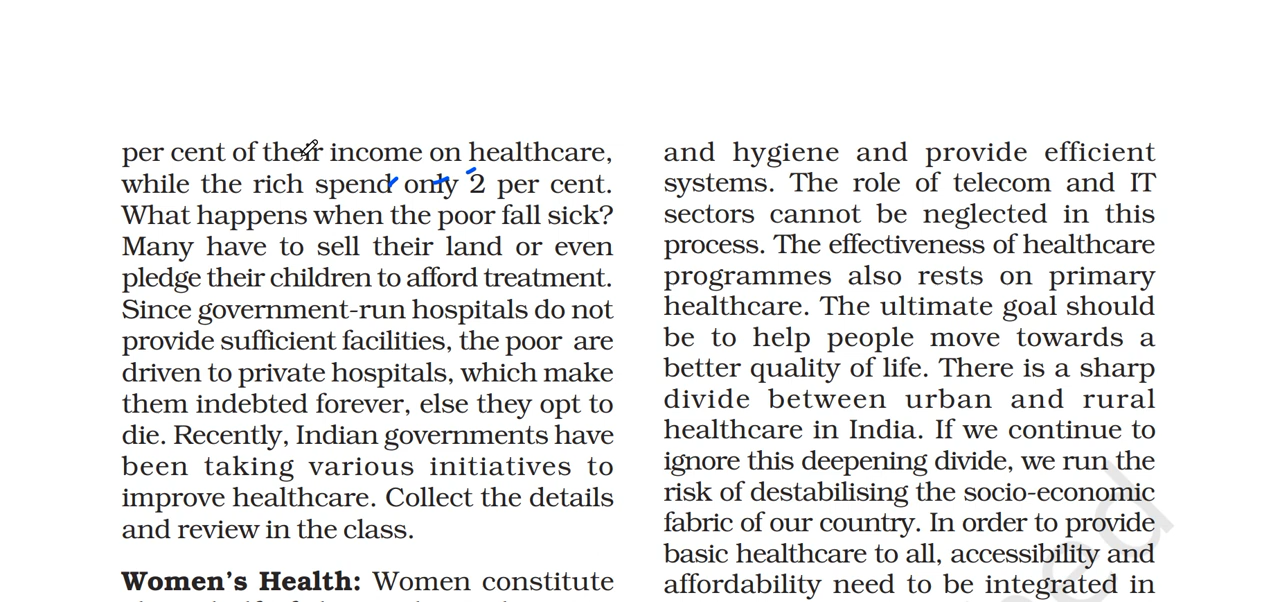 per cent of their income on healthcare,
while the rich spend only 2 per cent.
What happens when the poor fall sick?
Many have to sell their land or even
pledge their children to afford treatment.
Since government-run hospitals do not
provide sufficient facilities, the poor are
driven to private hospitals, which make
them indebted forever, else they opt to
die. Recently, Indian governments have
been taking various initiatives to
improve healthcare. Collect the details
and review in the class.
Women's Health: Women constitute
and hygiene and provide efficient
systems. The role of telecom and IT
sectors cannot be neglected in this
process. The effectiveness of healthcare
programmes also rests on primary
healthcare. The ultimate goal should
be to help people move towards a
better quality of life. There is a sharp
divide between urban and rural
healthcare in India. If we continue to
ignore this deepening divide, we run the
risk of destabilising the socio-economic
fabric of our country. In order to provide
basic healthcare to all, accessibility and
affordability need to be integrated in